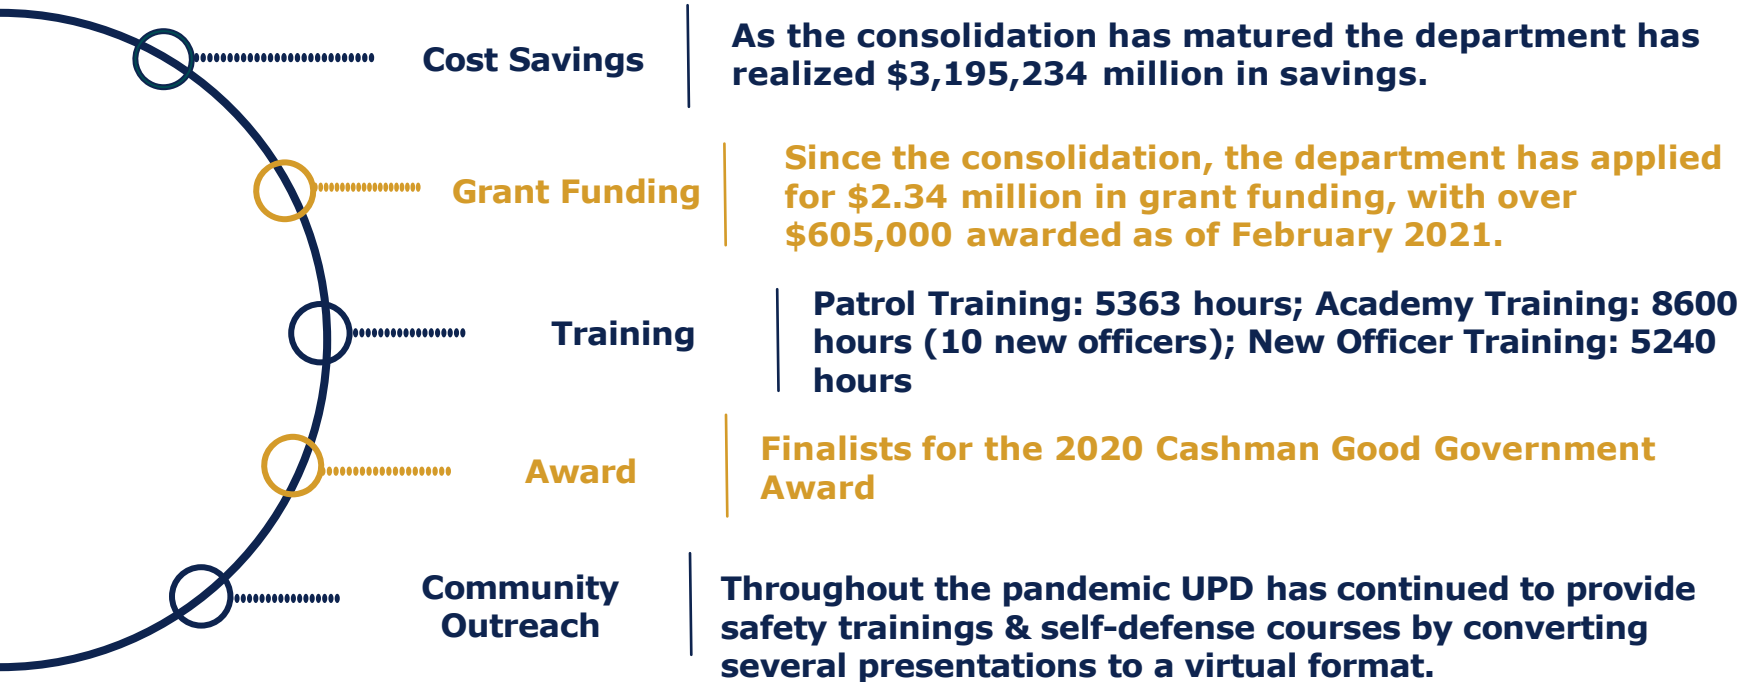 Cost Savings
As the consolidation has matured the department has
realized $3,195,234 million in savings.
Grant Funding
Since the consolidation, the department has applied
for $2.34 million in grant funding, with over
$605,000 awarded as of February 2021.
Training
Patrol Training: 5363 hours; Academy Training: 8600
hours (10 new officers); New Officer Training: 5240
hours
Award
Finalists for the 2020 Cashman Good Government
Award
Community
Outreach
Throughout the pandemic UPD has continued to provide
safety trainings & self-defense courses by converting
several presentations to a virtual format.